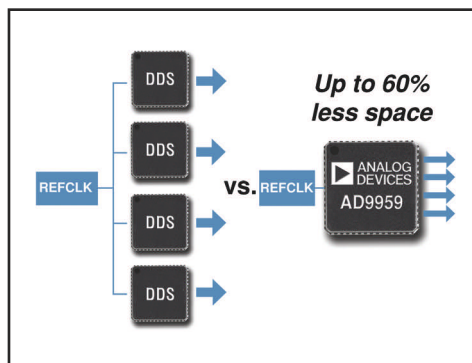 DDS
DDS
DDS
DDS
REFCLK
vs.
Up to 60%
less space
REFCLK
ANALOG
DEVICES
AD9959